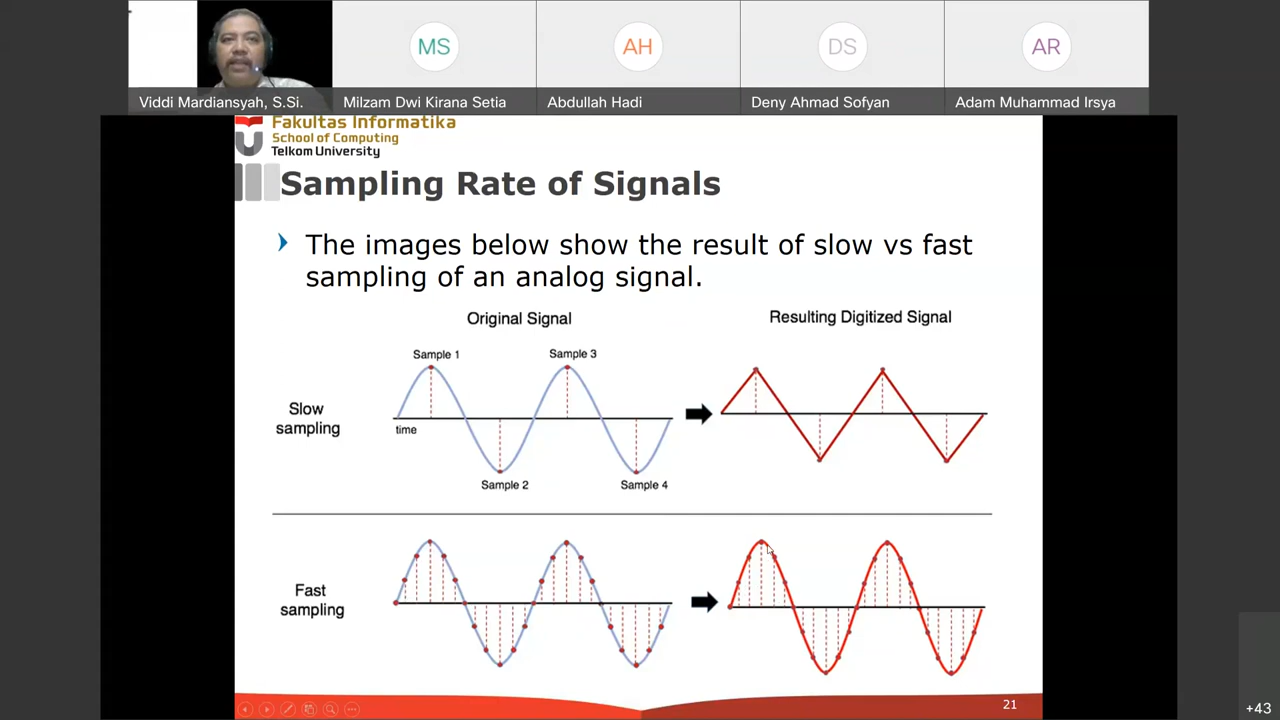 MS
AH
DS
AR
Viddi Mardiansyah, S.Si.
Milzam Dwi Kirana Setia
Abdullah Hadi
Deny Ahmad Sofyan
Adam Muhammad Irsya
Fakultas Informatika
School of Computing
Telkom University
Sampling Rate of Signals
The images below show the result of slow vs fast
sampling of an analog signal.
Original Signal
Resulting Digitized Signal
Sample 1
Sample 3
Slow
sampling
time
Sample 2
Sample 4
Fast
sampling
21
+43